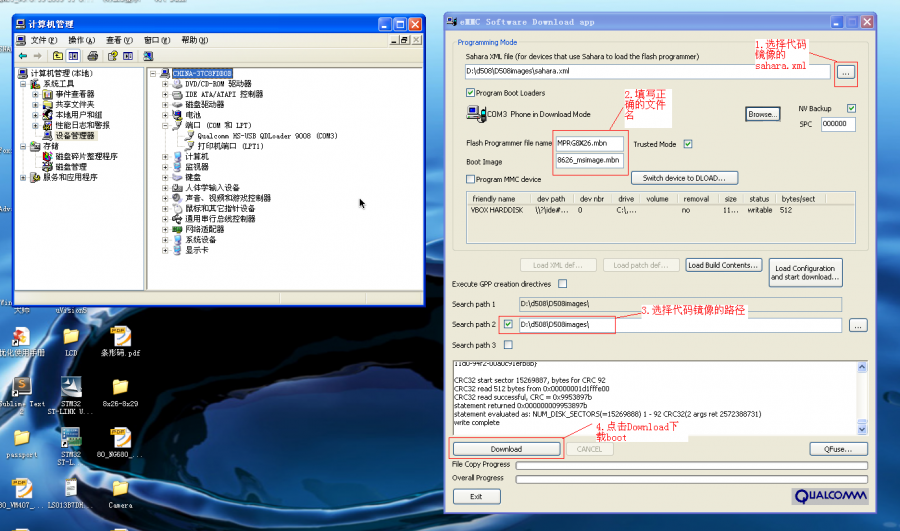 计算机管理
文件(F) 操作(A) 查看(V) 窗口(W) 帮助(H)
计算机管理(本地)
系统工具
事件查看器
共享文件夹
本地用户和组
性能日志和警报
设备管理器
存储
磁盘碎片整理程序
磁盘管理
服务和应用程序
CHINA-37C8FDB08
DVD/CD-ROM 驱动器
IDE ATA/ATAPI 控制器
磁盘驱动器
电池
端口 (COM 和 LPT)
Qualcomm HS-USB QDLoader 9008 (COM3)
打印机端口 (LPT1)
计算机
监视器
键盘
人体学输入设备
声音、视频和游戏控制器
鼠标和其它指针设备
通用串行总线控制器
网络适配器
系统设备
显示卡
大师
uVision5
优化使用手册
LCD
条形码.pdf
Sublime Text 2
STM32 ST-LINK U...
8x26-8x29
passport
STM32 ST-L...
80_NG680_...
80_VM407_...
LS013B7DH...
Camera
eMMC Software Download app
Programming Mode
Sahara XML file (for devices that use Sahara to load the flash programmer)
D:\d508\D508images\sahara.xml
...
1.选择代码
镜像的
sahara.xml
Program Boot Loaders
2.填写正
确的文件
名
COM3 Phone in Download Mode
Browse...
NV Backup
SPC 000000
Flash Programmer file name MPRG8X26.mbn
Trusted Mode
Boot Image 8626_msimage.mbn
Program MMC device
Switch device to DLOAD...
friendly name dev path dev nbr drive volume removal size status bytes/sect
VBOX HARDDISK \\?\ide#... 0 C:\,... no 11... writable 512
Load XML def... Load patch def... Load Build Contents... Load Configuration
and start download...
Execute GPP creation directives
Search path 1 D:\d508\D508images\
3.选择代码镜像的路径
Search path 2 D:\d508\D508images\ ...
Search path 3
CRC32 start sector 15269887, bytes for CRC 92
CRC32 read 512 bytes from 0x00000001d1fffe00
CRC32 read successful, CRC = 0x9953897b
statement returned 0x000000009953897b
statement evaluated as: NUM_DISK_SECTORS(=15269888) 1 - 92 CRC32(2 args ret 2572388731)
write complete
4.点击Download下
载boot
Download CANCEL QFuse...
File Copy Progress
Overall Progress
Exit
QUALCOMM